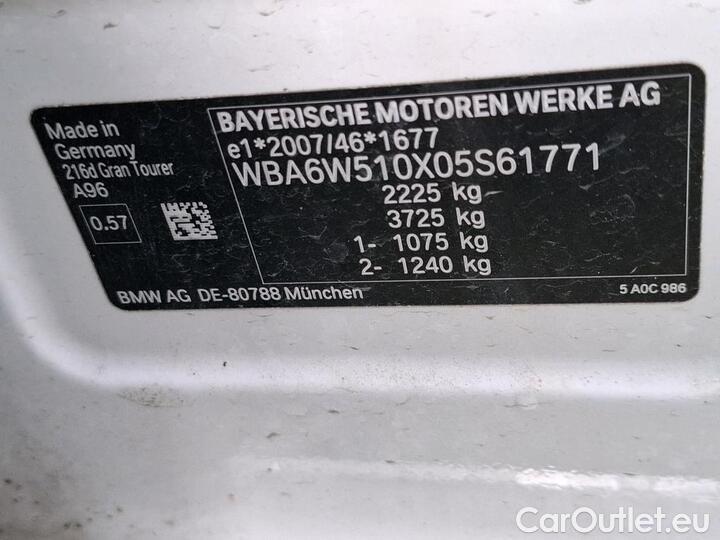 Made in
Germany
216d Gran Tourer
A96
0.57
BAYERISCHE MOTOREN WERKE AG
e1*2007/46*1677
WBA6W510X05S61771
2225 kg
3725 kg
1- 1075 kg
2- 1240 kg
BMW AG DE-80788 München
5 A0C 986
CarOutlet.eu